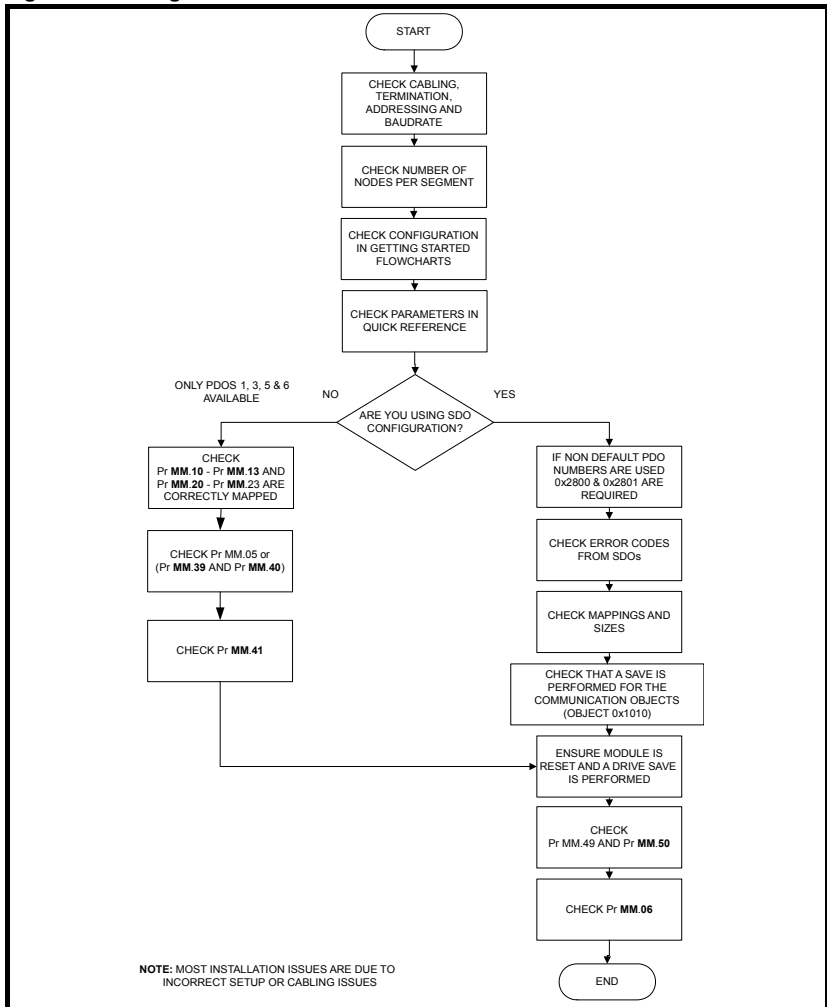 START
CHECK CABLING,
TERMINATION,
ADDRESSING AND
BAUDRATE
CHECK NUMBER OF
NODES PER SEGMENT
CHECK CONFIGURATION
IN GETTING STARTED
FLOWCHARTS
CHECK PARAMETERS IN
QUICK REFERENCE
ONLY PDOS 1, 3, 5 & 6
AVAILABLE
NO
YES
ARE YOU USING SDO
CONFIGURATION?
CHECK
Pr MM.10 - Pr MM.13 AND
Pr MM.20 - Pr MM.23 ARE
CORRECTLY MAPPED
CHECK Pr MM.05 or
(Pr MM.39 AND Pr MM.40)
CHECK Pr MM.41
IF NON DEFAULT PDO
NUMBERS ARE USED
0x2800 & 0x2801 ARE
REQUIRED
CHECK ERROR CODES
FROM SDOs
CHECK MAPPINGS AND
SIZES
CHECK THAT A SAVE IS
PERFORMED FOR THE
COMMUNICATION OBJECTS
(OBJECT 0x1010)
ENSURE MODULE IS
RESET AND A DRIVE SAVE
IS PERFORMED
CHECK
Pr MM.49 AND Pr MM.50
CHECK Pr MM.06
END
NOTE: MOST INSTALLATION ISSUES ARE DUE TO
INCORRECT SETUP OR CABLING ISSUES